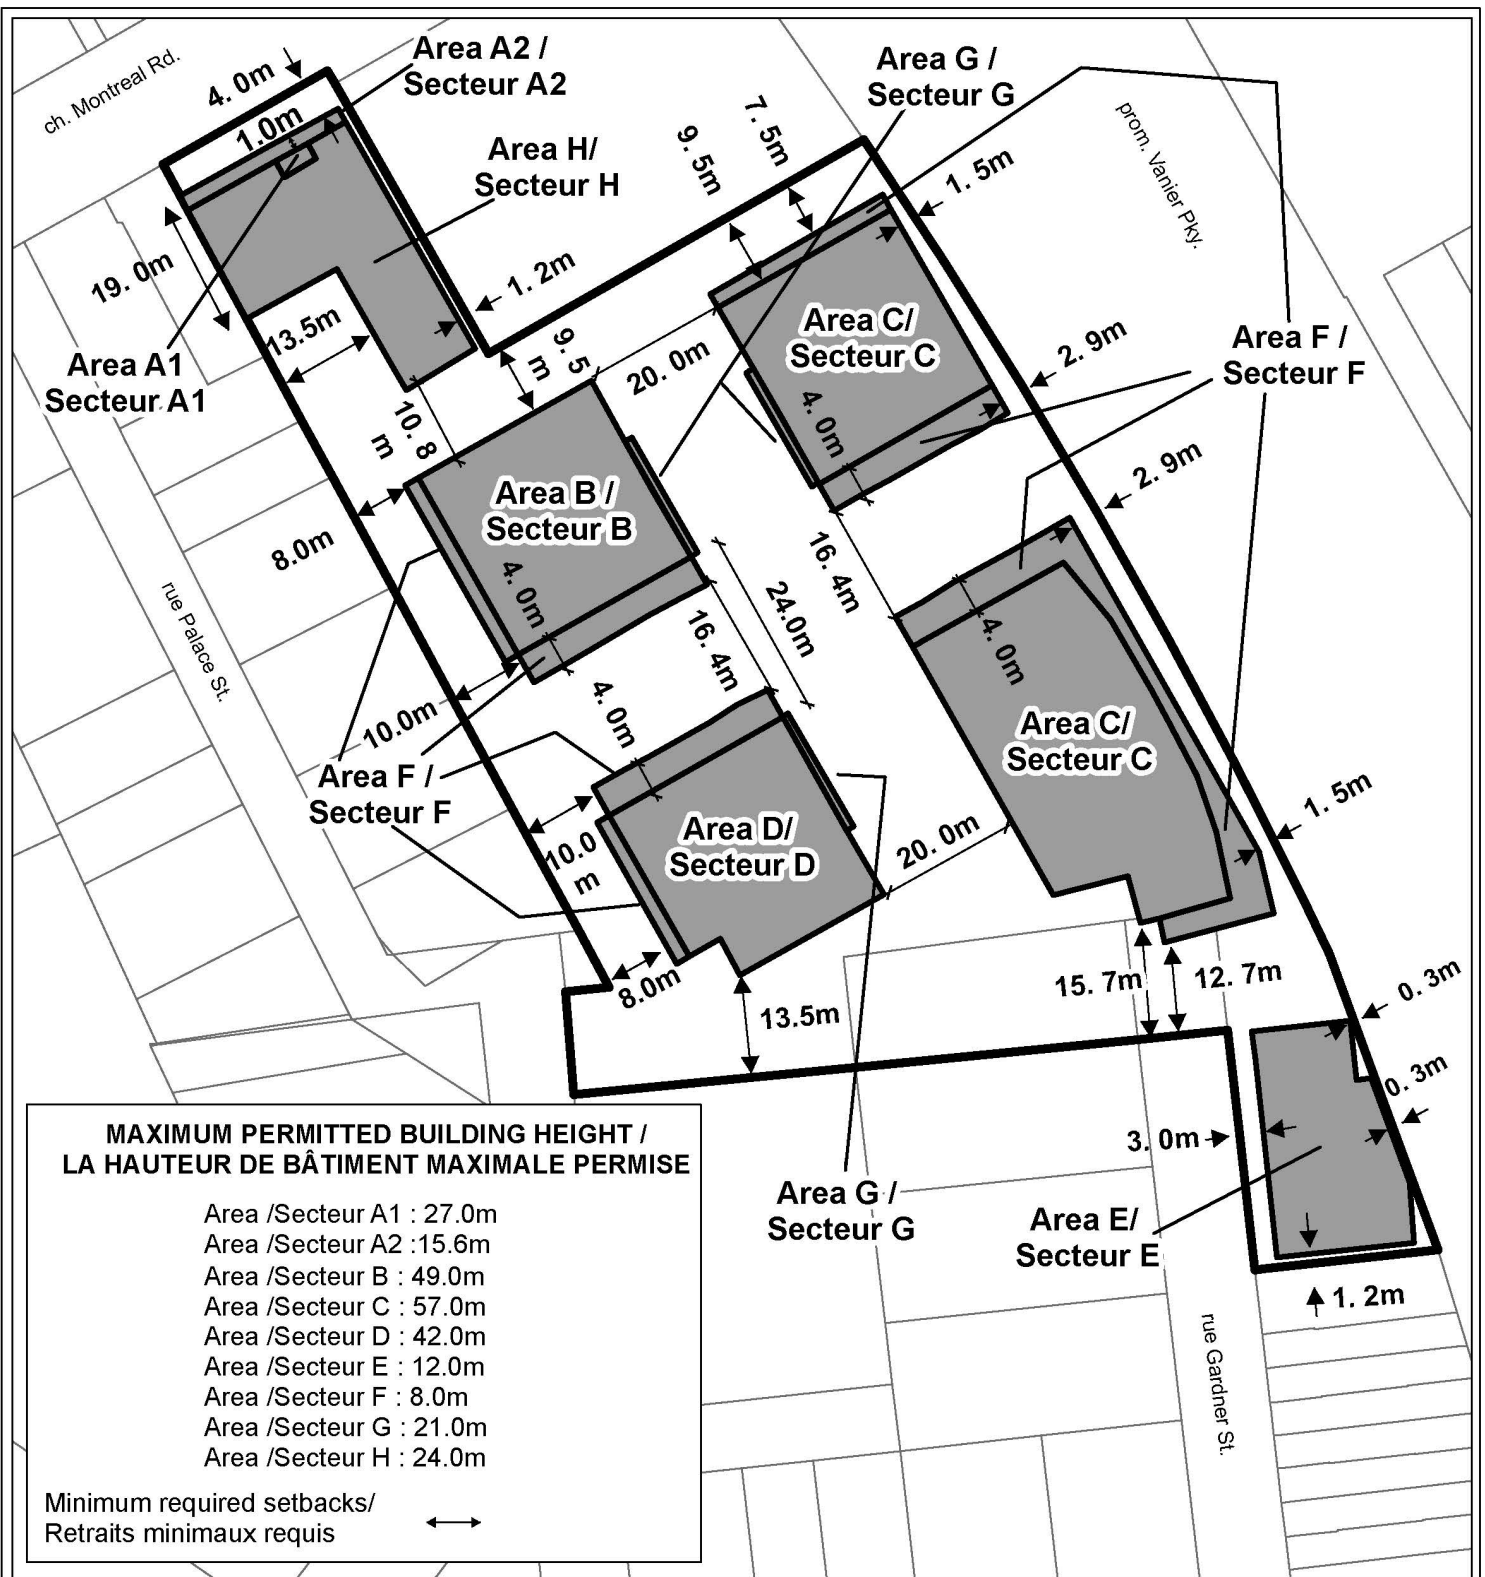 ch. Montreal Rd.
4. 0m
1.0m
Area A2 /
Secteur A2
Area H/
Secteur H
Area G /
Secteur G
7. 5m
9. 5m
1. 5m
prom. Vanier Pky.
19. 0m
13.5m
1. 2m
Area A1
Secteur A1
9. 5
m
20. 0m
Area C/
Secteur C
2. 9m
Area F /
Secteur F
4. 0m
10. 8
m
2. 9m
Area B /
Secteur B
8.0m
4. 0m
16. 4m
24.0m
rue Palace St.
16. 4m
4. 0m
10.0m
4. 0m
Area C/
Secteur C
Area F /
Secteur F
1. 5m
10.0
m
Area D/
Secteur D
20. 0m
8.0m
13.5m
15. 7m
12. 7m
0. 3m
0. 3m
3. 0m
Area G /
Secteur G
Area E/
Secteur E
1. 2m
rue Gardner St.
MAXIMUM PERMITTED BUILDING HEIGHT /
LA HAUTEUR DE BÂTIMENT MAXIMALE PERMISE
Area /Secteur A1 : 27.0m
Area /Secteur A2 :15.6m
Area /Secteur B : 49.0m
Area /Secteur C : 57.0m
Area /Secteur D : 42.0m
Area /Secteur E : 12.0m
Area /Secteur F : 8.0m
Area /Secteur G : 21.0m
Area /Secteur H : 24.0m
Minimum required setbacks/
Retraits minimaux requis